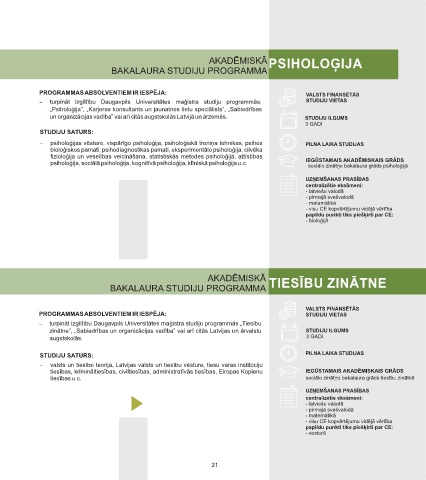 AKADĒMISKĀ
BAKALAURA STUDIJU PROGRAMMA
PSIHOLOĢIJA
PROGRAMMAS ABSOLVENTIEM IR IESPĒJA:
– turpināt izglītību Daugavpils Universitātes maģistra studiju programmās:
„Psiholoģija”, „Karjeras konsultants un jaunatnes lietu speciālists”, „Sabiedrības
un organizācijas vadība” vai arī citās augstskolās Latvijā un ārzemēs.
STUDIJU SATURS:
- psiholoģijas vēsture, vispārīgo psiholoģija, psiholoģiskā treniņa tehnikas, psihes
bioloģiskos pamati, psihodiagnostikas pamati, eksperimentālo psiholoģija, cilvēka
fizioloģija un veselības veicināšana, statistiskās metodes psiholoģijā, attīstības
psiholoģija, sociālā psiholoģija, kognitīvā psiholoģija, klīniskā psiholoģija u.c.
VALSTS FINANSĒTĀS
STUDIJU VIETAS
STUDIJU ILGUMS
3 GADI
PILNA LAIKA STUDIJAS
IEGŪSTAMAIS AKADĒMISKAIS GRĀDS
sociālo zinātņu bakalaura grāds psiholoģijā
UZŅEMŠANAS PRASĪBAS
centralizētie eksāmeni:
- latviešu valodā
- pirmajā svešvalodā
- matemātikā
- visu CE kopvērtējumu vidējā vērtība
papildu punkti tiks piešķirti par CE:
- bioloģijā
AKADĒMISKĀ
BAKALAURA STUDIJU PROGRAMMA
TIESĪBU ZINĀTNE
PROGRAMMAS ABSOLVENTIEM IR IESPĒJA:
– turpināt izglītību Daugavpils Universitātes maģistra studiju programmās „Tiesību
zinātne”, „Sabiedrības un organizācijas vadība” vai arī citās Latvijas un ārvalstu
augstskolās.
STUDIJU SATURS:
- valsts un tiesību teorija, Latvijas valsts un tiesību vēsture, tiesu varas institūciju
tiesības, krimināltiesības, civiltiesības, administratīvās tiesības, Eiropas Kopienu
tiesības u.c.
VALSTS FINANSĒTĀS
STUDIJU VIETAS
STUDIJU ILGUMS
3 GADI
PILNA LAIKA STUDIJAS
IEGŪSTAMAIS AKADĒMISKAIS GRĀDS
sociālo zinātņu bakalaura grāds tiesību zinātnē
UZŅEMŠANAS PRASĪBAS
centralizētie eksāmeni:
- latviešu valodā
- pirmajā svešvalodā
- matemātikā
- visu CE kopvērtējumu vidējā vērtība
papildu punkti tiks piešķirti par CE:
- vēsturē
21